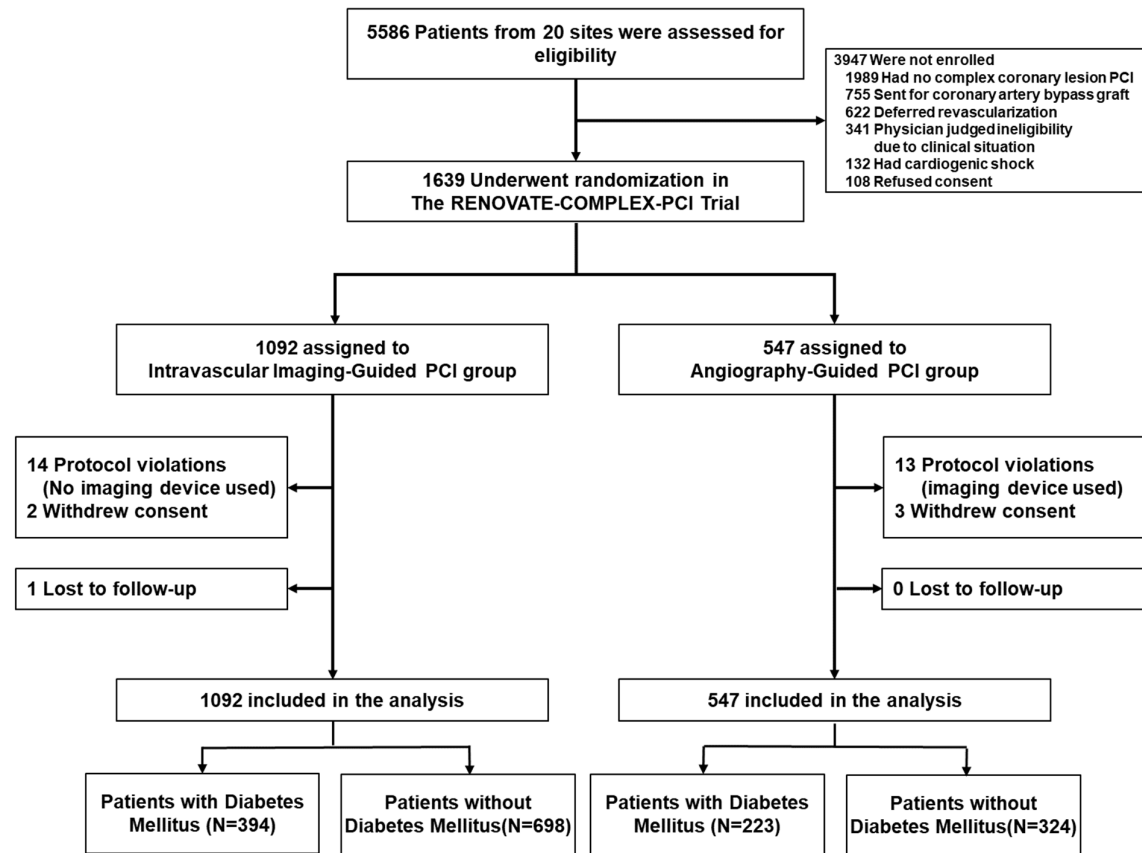 5586 Patients from 20 sites were assessed for
eligibility
3947 Were not enrolled
1989 Had no complex coronary lesion PCI
755 Sent for coronary artery bypass graft
622 Deferred revascularization
341 Physician judged ineligibility
due to clinical situation
132 Had cardiogenic shock
108 Refused consent
1639 Underwent randomization in
The RENOVATE-COMPLEX-PCI Trial
1092 assigned to
Intravascular Imaging-Guided PCI group
547 assigned to
Angiography-Guided PCI group
14 Protocol violations
(No imaging device used)
2 Withdrew consent
13 Protocol violations
(imaging device used)
3 Withdrew consent
1 Lost to follow-up
0 Lost to follow-up
1092 included in the analysis
547 included in the analysis
Patients with Diabetes
Mellitus (N=394)
Patients without
Diabetes Mellitus(N=698)
Patients with Diabetes
Mellitus (N=223)
Patients without
Diabetes Mellitus(N=324)